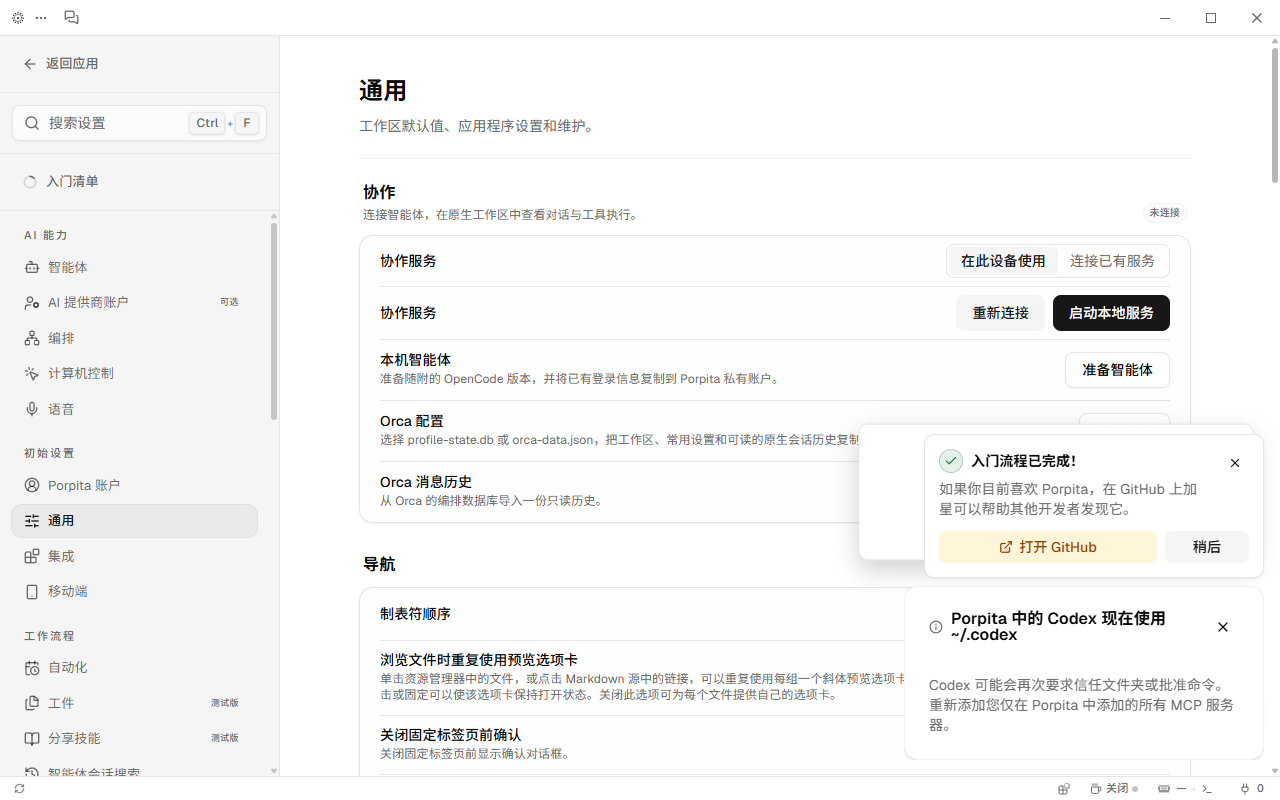 返回应用
搜索设置 Ctrl + F
入门清单
AI 能力
智能体
AI 提供商账户 可选
编排
计算机控制
语音
初始设置
Porpita 账户
通用
集成
移动端
工作流程
自动化
工件 测试版
分享技能 测试版
智能体会话搜索
通用
工作区默认值、应用程序设置和维护。
协作
连接智能体，在原生工作区中查看对话与工具执行。
未连接
协作服务 在此设备使用 连接已有服务
协作服务 重新连接 启动本地服务
本机智能体
准备随附的 OpenCode 版本，并将已有登录信息复制到 Porpita 私有账户。
准备智能体
Orca 配置
选择 profile-state.db 或 orca-data.json，把工作区、常用设置和可读的原生会话历史复制
Orca 消息历史
从 Orca 的编排数据库导入一份只读历史。
导航
制表符顺序
浏览文件时重复使用预览选项卡
单击资源管理器中的文件，或点击 Markdown 源中的链接，可以重复使用每组一个斜体预览选项卡
击或固定可以使该选项卡保持打开状态。关闭此选项可为每个文件提供自己的选项卡。
关闭固定标签页前确认
关闭固定标签页前显示确认对话框。
入门流程已完成！
如果你目前喜欢 Porpita，在 GitHub 上加
星可以帮助其他开发者发现它。
打开 GitHub 稍后
Porpita 中的 Codex 现在使用
~/.codex
Codex 可能会再次要求信任文件夹或批准命令。
重新添加您仅在 Porpita 中添加的所有 MCP 服务
器。
关闭 — · 0